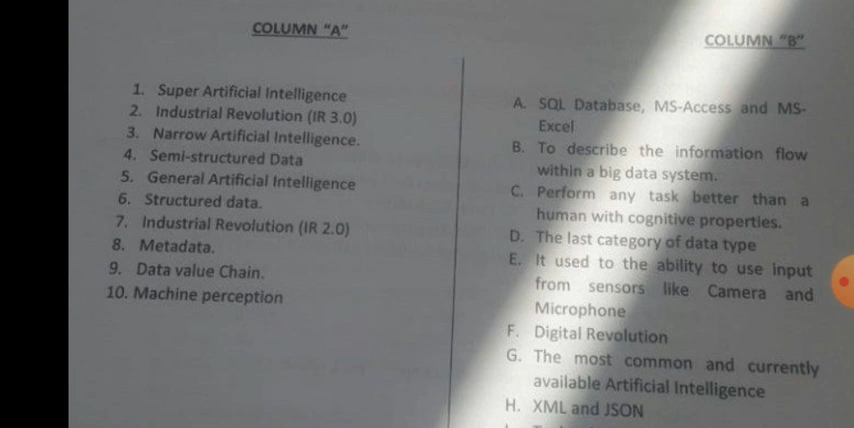 COLUMN "A"
COLUMN "B"
1. Super Artificial Intelligence
2. Industrial Revolution (IR 3.0)
3. Narrow Artificial Intelligence.
4. Semi-structured Data
5. General Artificial Intelligence
6. Structured data.
7. Industrial Revolution (IR 2.0)
8. Metadata.
9. Data value Chain.
10. Machine perception
A. SQL Database, MS-Access and MS-
Excel
B. To describe the information flow
within a big data system.
C. Perform any task better than a
human with cognitive properties.
D. The last category of data type
E. It used to the ability to use input
from sensors like Camera and
Microphone
F. Digital Revolution
G. The most common and currently
available Artificial Intelligence
H. XML and JSON